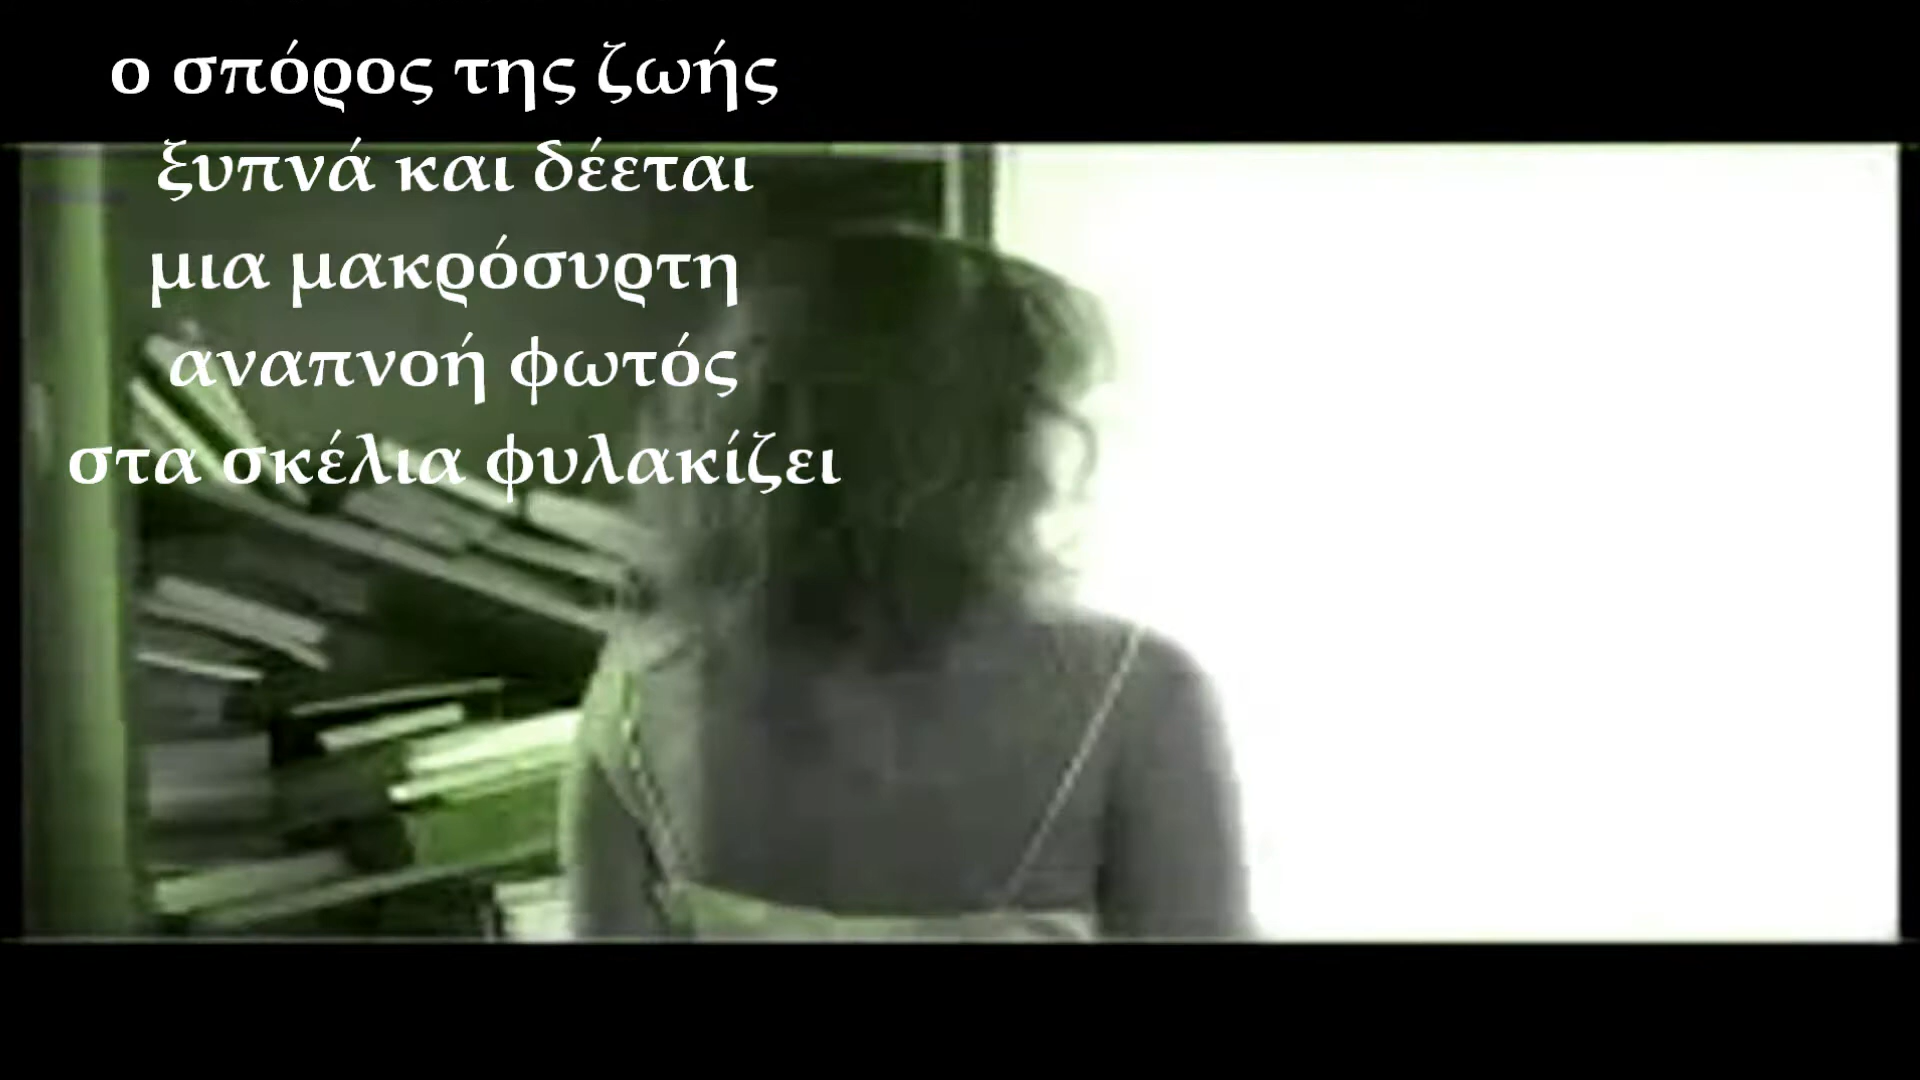 ο σπόρος της ζωής
ξυπνά και δέεται
μια μακρόσυρτη
αναπνοή φωτός
στα σκέλια φυλακίζει